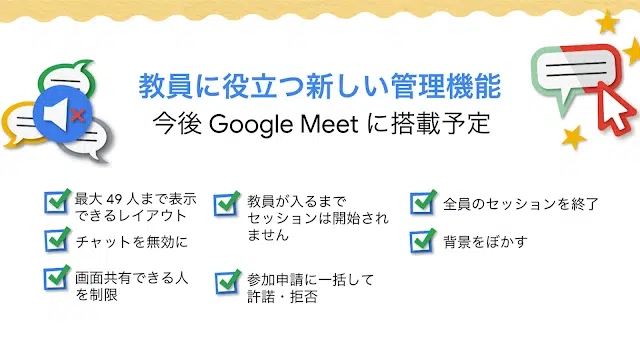 教員に役立つ新しい管理機能
今後 Google Meet に搭載予定
最大 49 人まで表示
できるレイアウト
チャットを無効に
画面共有できる人
を制限
教員が入るまで
セッションは開始され
ません
参加申請に一括して
許諾・拒否
全員のセッションを終了
背景をぼかす